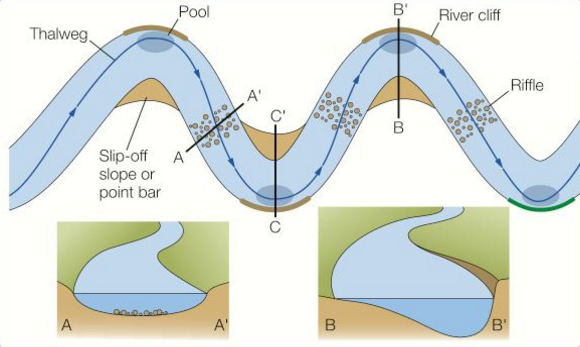 Thalweg
Pool
B'
River cliff
A'
C'
Riffle
A
B
Slip-off
slope or
point bar
C
A
A'
B
B'